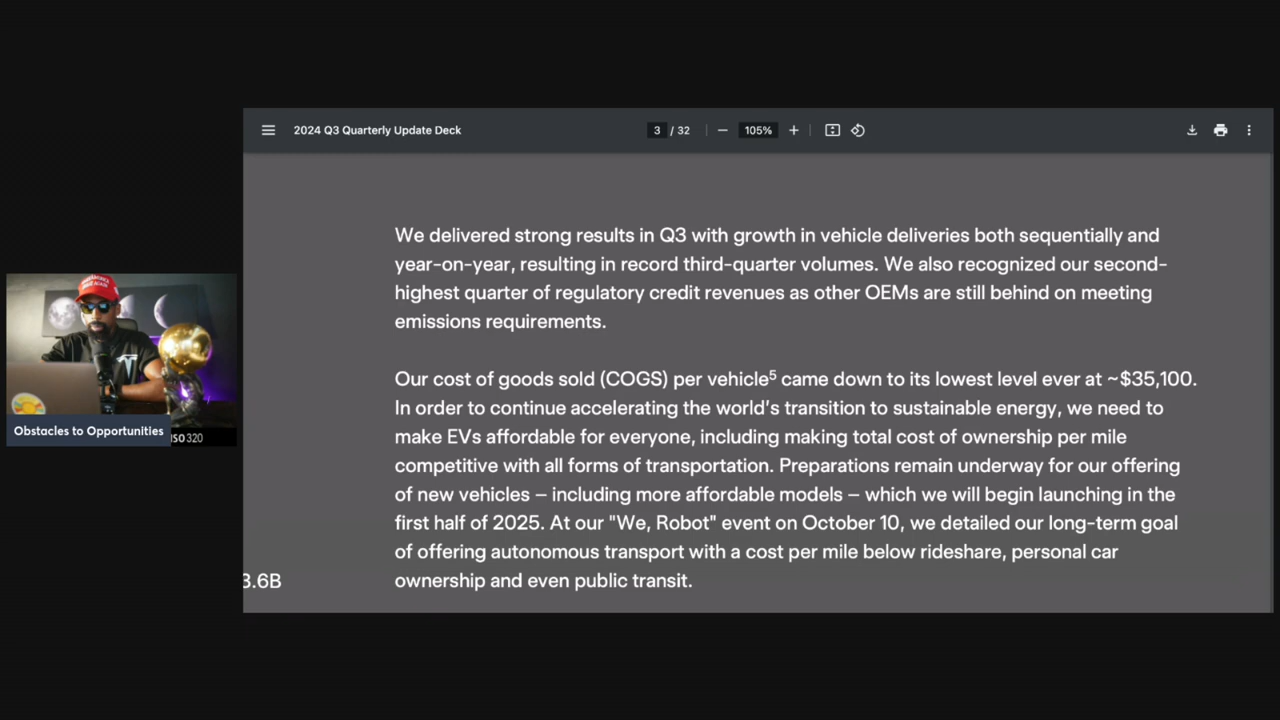 2024 Q3 Quarterly Update Deck
3 / 32
105%
We delivered strong results in Q3 with growth in vehicle deliveries both sequentially and
year-on-year, resulting in record third-quarter volumes. We also recognized our second-
highest quarter of regulatory credit revenues as other OEMs are still behind on meeting
emissions requirements.
Our cost of goods sold (COGS) per vehicle⁵ came down to its lowest level ever at ~$35,100.
In order to continue accelerating the world's transition to sustainable energy, we need to
make EVs affordable for everyone, including making total cost of ownership per mile
competitive with all forms of transportation. Preparations remain underway for our offering
of new vehicles – including more affordable models – which we will begin launching in the
first half of 2025. At our "We, Robot" event on October 10, we detailed our long-term goal
of offering autonomous transport with a cost per mile below rideshare, personal car
ownership and even public transit.
3.6B
Obstacles to Opportunities
ISO 320